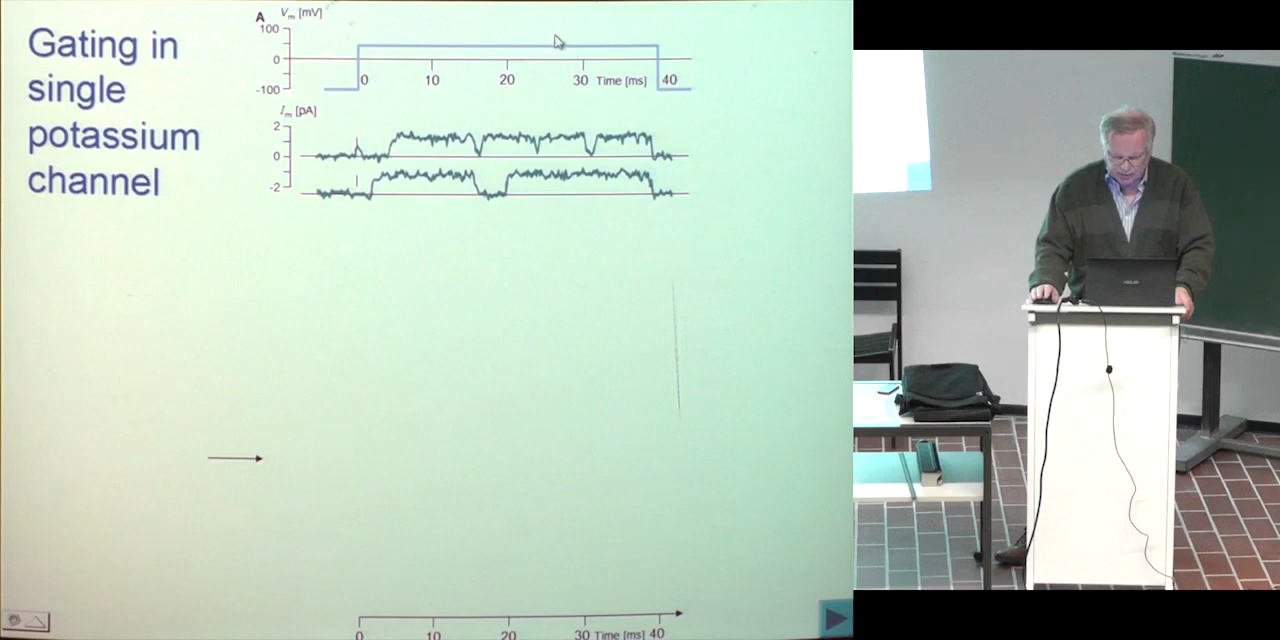 Gating in
single
potassium
channel
A Vm [mV]
100
0
-100
0 10 20 30 Time [ms] 40
Im [pA]
2
0
-2
0 10 20 30 Time [ms] 40
ASUS